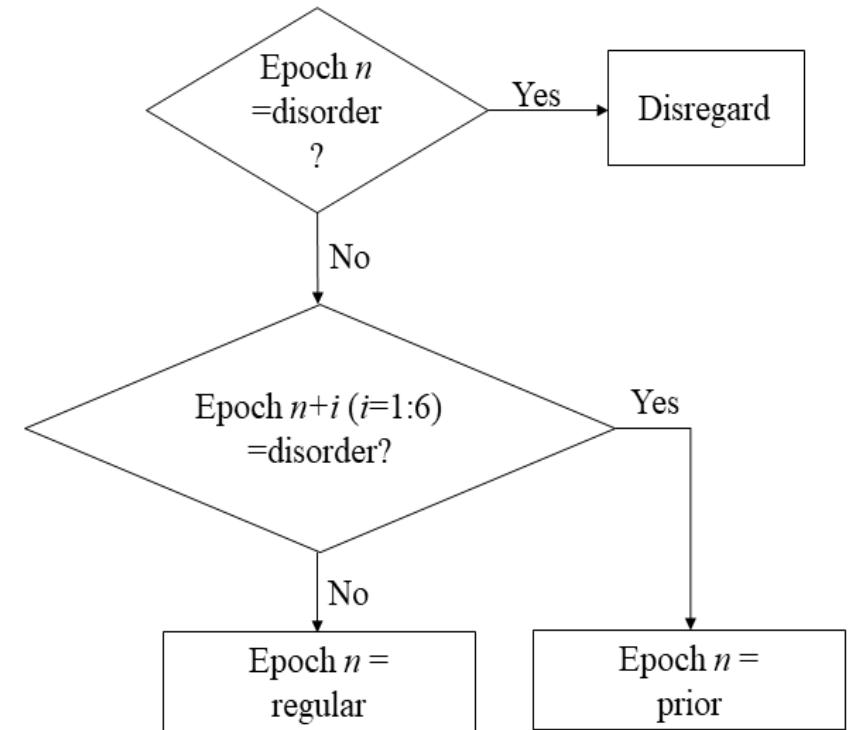 Epoch n
=disorder
?
Yes
Disregard
No
Epoch n+i (i=1:6)
=disorder?
Yes
No
Epoch n =
regular
Epoch n =
prior